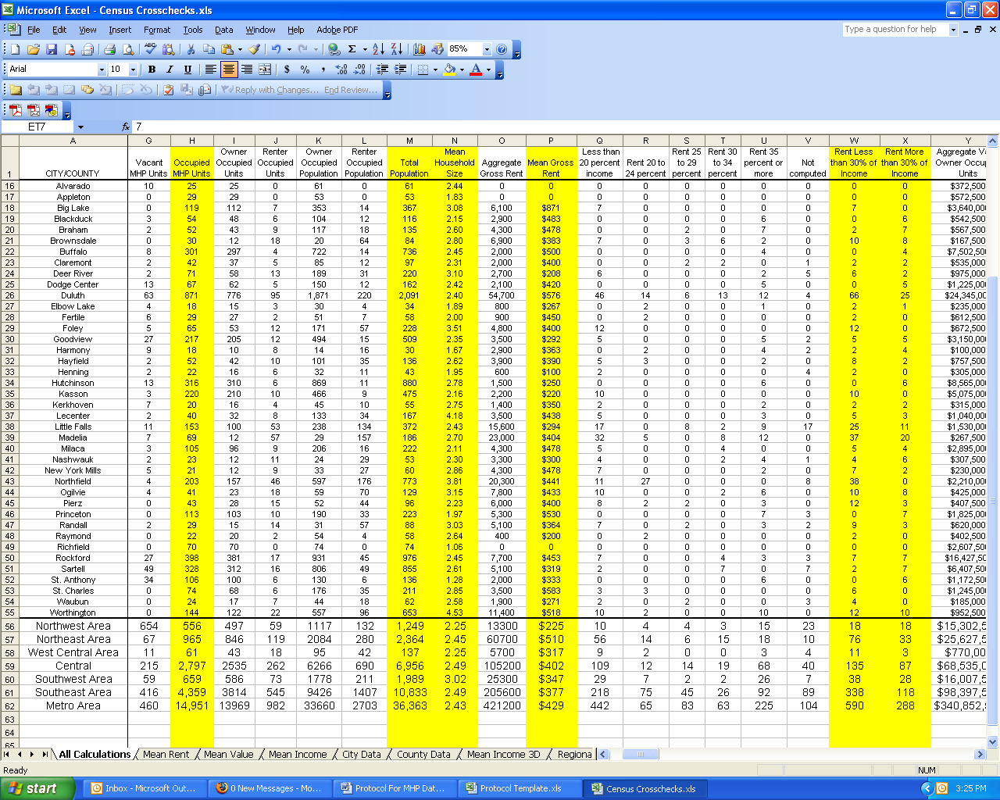 Microsoft Excel - Census Crosschecks.xls
File Edit View Insert Format Tools Data Window Help Adobe PDF
Type a question for help
85%
Arial 10 B I U $ % ,
Reply with Changes... End Review...
ET7 fx 7
A G H I J K L M N O P Q R S T U V W X Y
1 CITY/COUNTY Vacant MHP Units Occupied MHP Units Owner Occupied Units Renter Occupied Units Owner Occupied Population Renter Occupied Population Total Population Mean Household Size Aggregate Gross Rent Mean Gross Rent Less than 20 percent income Rent 20 to 24 percent Rent 25 to 29 percent Rent 30 to 34 percent Rent 35 percent or more Not computed Rent Less than 30% of Income Rent More than 30% of Income Aggregate V Owner Occu Units
16 Alvarado 10 25 25 0 61 0 61 2.44 0 0 0 0 0 0 0 0 0 0 $372,500
17 Appleton 0 29 29 0 53 0 53 1.83 0 0 0 0 0 0 0 0 0 0 $572,500
18 Big Lake 0 119 112 7 353 14 367 3.08 6,100 $871 7 0 0 0 0 0 7 0 $3,640,00
19 Blackduck 3 54 48 6 104 12 116 2.15 2,900 $483 0 0 0 0 6 0 0 6 $542,500
20 Braham 2 52 43 9 117 18 135 2.60 4,300 $478 0 0 2 0 7 0 2 7 $567,50
21 Brownsdale 0 30 12 18 20 64 84 2.80 6,900 $383 7 0 3 6 2 0 10 8 $167,50
22 Buffalo 8 301 297 4 722 14 736 2.45 2,000 $500 0 0 0 0 4 0 0 4 $7,502,50
23 Claremont 2 42 37 5 85 12 97 2.31 2,000 $400 0 0 2 2 0 1 2 2 $535,000
24 Deer River 2 71 58 13 189 31 220 3.10 2,700 $208 6 0 0 0 2 5 6 2 $975,000
25 Dodge Center 13 67 62 5 150 12 162 2.42 2,100 $420 0 0 0 0 5 0 0 5 $1,225,00
26 Duluth 63 871 776 95 1,871 220 2,091 2.40 54,700 $576 46 14 6 13 12 4 66 25 $24,345,00
27 Elbow Lake 4 18 15 3 30 4 34 1.89 800 $267 0 2 0 0 1 0 2 1 $235,000
28 Fertile 6 29 27 2 51 7 58 2.00 900 $450 0 2 0 0 0 0 2 0 $612,50
29 Foley 5 65 53 12 171 57 228 3.51 4,800 $400 12 0 0 0 0 0 12 0 $672,500
30 Goodview 27 217 205 12 494 15 509 2.35 3,500 $292 5 0 0 0 5 2 5 5 $3,150,00
31 Harmony 9 18 10 8 14 16 30 1.67 2,900 $363 0 2 0 0 4 2 2 4 $100,000
32 Hayfield 2 52 42 10 101 35 136 2.62 3,900 $390 5 3 0 0 2 0 8 2 $757,50
33 Henning 2 22 16 6 32 11 43 1.95 600 $100 2 0 0 0 0 4 2 0 $305,000
34 Hutchinson 13 316 310 6 869 11 880 2.78 1,500 $250 0 0 0 0 6 0 0 6 $8,565,00
35 Kasson 3 220 210 10 466 9 475 2.16 2,200 $220 10 0 0 0 0 0 10 0 $5,075,00
36 Kerkhoven 7 20 16 4 45 10 55 2.75 1,400 $350 2 0 0 0 2 0 2 2 $315,000
37 Lecenter 2 40 32 8 133 34 167 4.18 3,500 $438 5 0 0 0 3 0 5 3 $1,040,00
38 Little Falls 11 153 100 53 238 134 372 2.43 15,600 $294 17 0 8 2 9 17 25 11 $1,530,00
39 Madelia 7 69 12 57 29 157 186 2.70 23,000 $404 32 5 0 8 12 0 37 20 $267,50
40 Milaca 3 105 96 9 206 16 222 2.11 4,300 $478 5 0 0 4 0 0 5 4 $2,895,00
41 Nashwauk 2 23 12 11 24 29 53 2.30 3,300 $300 4 0 0 2 4 1 4 6 $307,50
42 New York Mills 5 21 12 9 33 27 60 2.86 4,300 $478 7 0 0 0 2 0 7 2 $230,000
43 Northfield 4 203 157 46 597 176 773 3.81 20,300 $441 11 27 0 0 0 8 38 0 $2,210,00
44 Ogilvie 4 41 23 18 59 70 129 3.15 7,800 $433 10 0 0 2 6 0 10 8 $425,000
45 Pierz 0 43 28 15 52 44 96 2.23 6,000 $400 8 2 2 0 3 0 12 3 $407,50
46 Princeton 0 113 103 10 190 33 223 1.97 5,300 $530 0 0 0 0 7 3 0 7 $1,825,00
47 Randall 2 29 15 14 31 57 88 3.03 5,100 $364 7 0 2 0 3 2 9 3 $620,000
48 Raymond 0 22 20 2 54 4 58 2.64 400 $200 0 2 0 0 0 0 2 0 $402,50
49 Richfield 0 70 70 0 74 0 74 1.06 0 0 0 0 0 0 0 0 0 0 $2,607,50
50 Rockford 27 398 381 17 931 45 976 2.45 7,700 $453 7 0 0 4 3 3 7 7 $16,427,50
51 Sartell 49 328 312 16 806 49 855 2.61 5,100 $319 2 0 0 7 0 7 2 7 $6,407,50
52 St. Anthony 34 106 100 6 130 6 136 1.28 2,000 $333 0 0 0 0 6 0 0 6 $1,172,50
53 St. Charles 0 74 68 6 176 35 211 2.85 3,500 $583 3 3 0 0 0 0 6 0 $1,245,00
54 Waubun 0 24 17 7 44 18 62 2.58 1,900 $271 2 0 2 0 0 3 4 0 $185,000
55 Worthington 0 144 122 22 557 96 653 4.53 11,400 $518 10 2 0 0 10 0 12 10 $952,50
56 Northwest Area 654 556 497 59 1117 132 1,249 2.25 13300 $225 10 4 4 3 15 23 18 18 $15,302,5
57 Northeast Area 67 965 846 119 2084 280 2,364 2.45 60700 $510 56 14 6 15 18 10 76 33 $25,627,5
58 West Central Area 11 61 43 18 95 42 137 2.25 5700 $317 9 2 0 0 3 4 11 3 $770,00
59 Central 215 2,797 2535 262 6266 690 6,956 2.49 105200 $402 109 12 14 19 68 40 135 87 $68,535,0
60 Southwest Area 59 659 586 73 1778 211 1,989 3.02 25300 $347 29 7 2 2 26 7 38 28 $16,007,5
61 Southeast Area 416 4,359 3814 545 9426 1407 10,833 2.49 205600 $377 218 75 45 26 92 89 338 118 $98,397,5
62 Metro Area 460 14,951 13969 982 33660 2703 36,363 2.43 421200 $429 442 65 83 63 225 104 590 288 $340,852,
63
64
65
All Calculations Mean Rent Mean Value Mean Income City Data County Data Mean Income 3D Regiona
Ready NUM
start Inbox - Microsoft Out... 0 New Messages - Mo... Protocol For MHP Dat... Protocol Template.xls Census Crosschecks.xls 3:25 PM